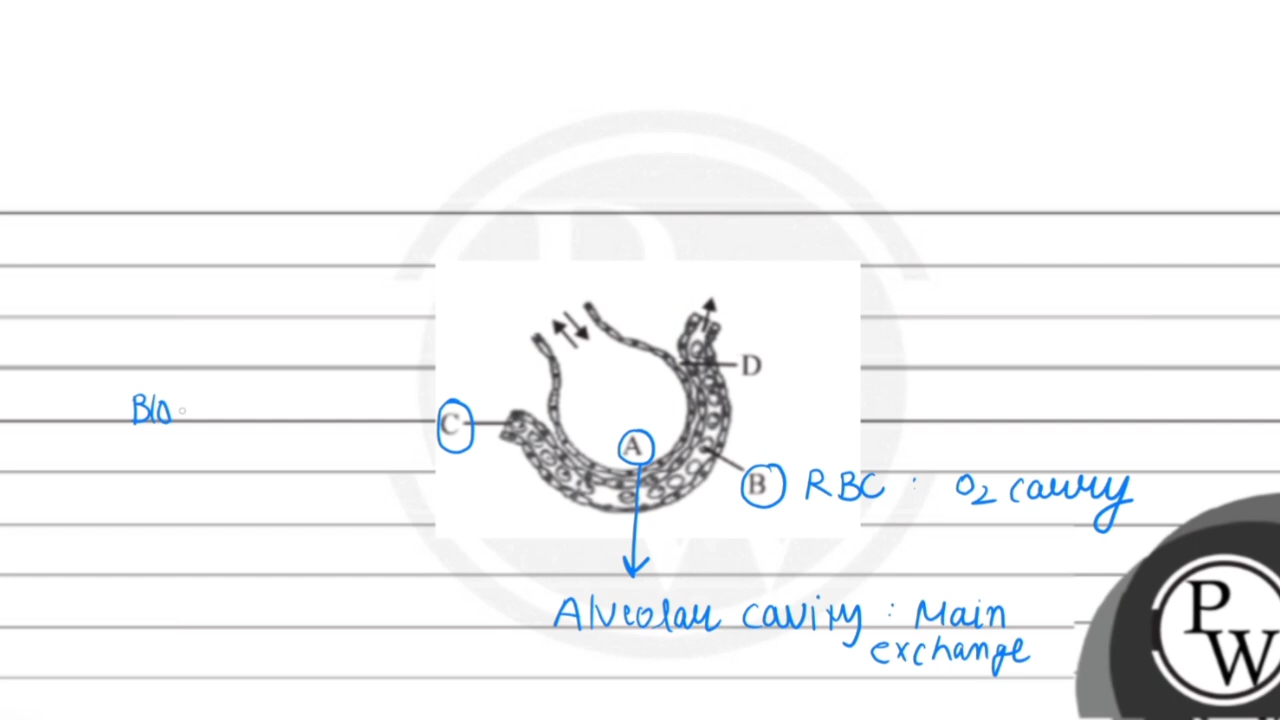 D
Blo
C
A
B RBC : O₂ carry
Alveolar cavity : Main
exchange
P
W